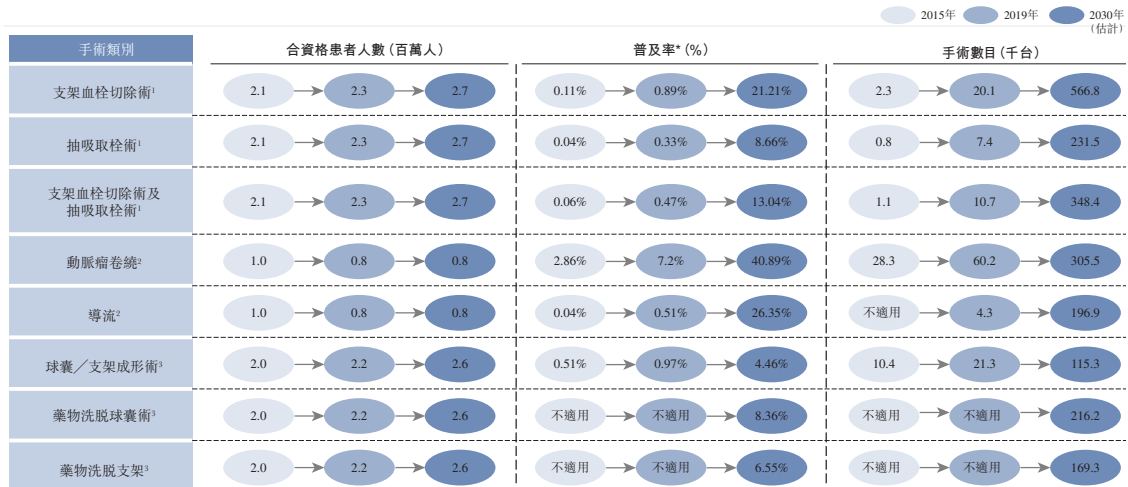 2015年 2019年 2030年
(估計)
手術類別 合資格患者人數(百萬人) 普及率*(%) 手術數目(千台)
支架血栓切除術¹ 2.1 2.3 2.7 0.11% 0.89% 21.21% 2.3 20.1 566.8
抽吸取栓術¹ 2.1 2.3 2.7 0.04% 0.33% 8.66% 0.8 7.4 231.5
支架血栓切除術及
抽吸取栓術¹ 2.1 2.3 2.7 0.06% 0.47% 13.04% 1.1 10.7 348.4
動脈瘤卷繞² 1.0 0.8 0.8 2.86% 7.2% 40.89% 28.3 60.2 305.5
導流² 1.0 0.8 0.8 0.04% 0.51% 26.35% 不適用 4.3 196.9
球囊╱支架成形術³ 2.0 2.2 2.6 0.51% 0.97% 4.46% 10.4 21.3 115.3
藥物洗脫球囊術³ 2.0 2.2 2.6 不適用 不適用 8.36% 不適用 不適用 216.2
藥物洗脫支架³ 2.0 2.2 2.6 不適用 不適用 6.55% 不適用 不適用 169.3